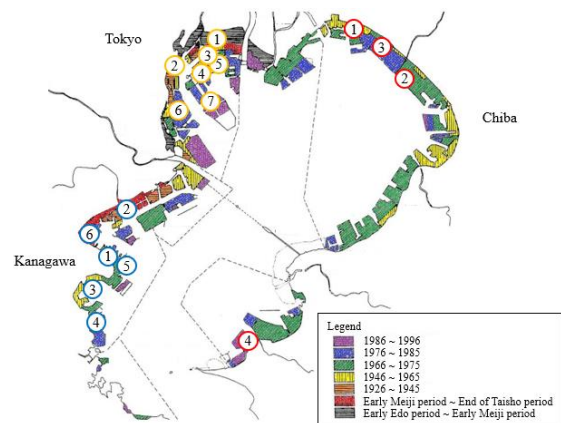 Tokyo
1
2
3
4
5
6
7
1
3
2
Chiba
2
6
1
5
Kanagawa
3
4
4
Legend
1986 ~ 1996
1976 ~ 1985
1966 ~ 1975
1946 ~ 1965
1926 ~ 1945
Early Meiji period ~ End of Taisho period
Early Edo period ~ Early Meiji period